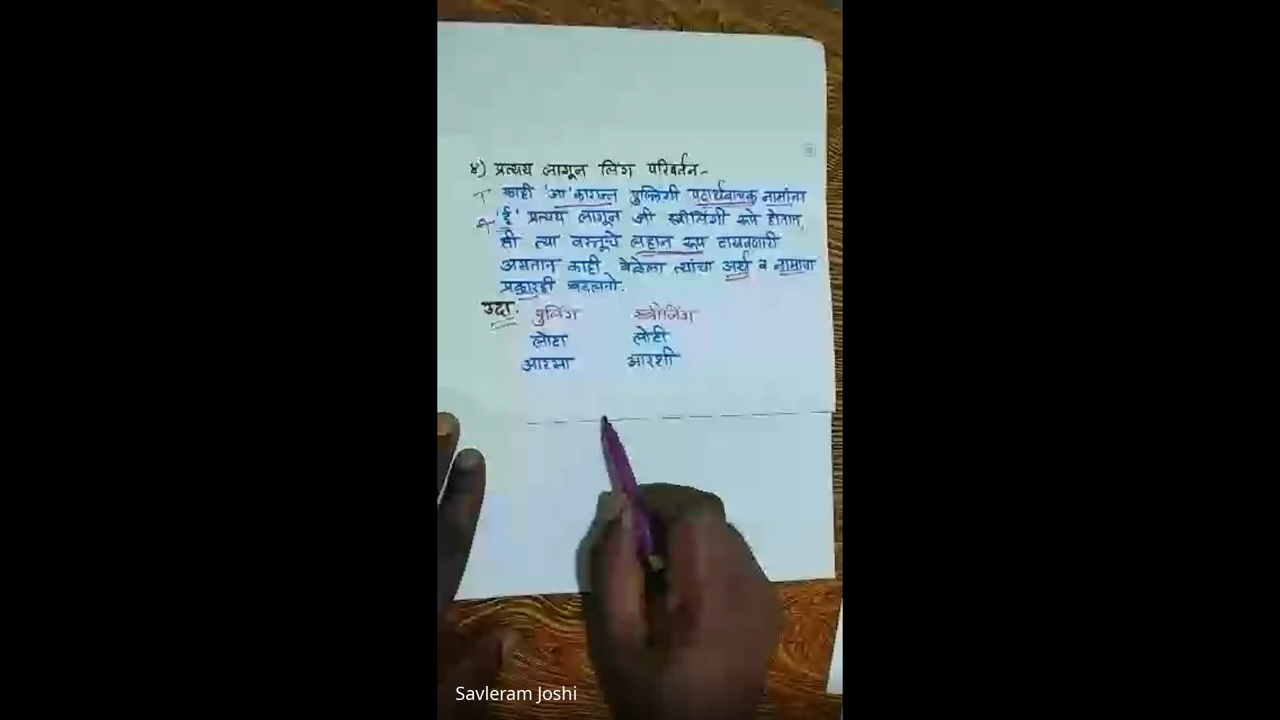 ४) प्रत्यय लागून लिंग परिवर्तन-
काही 'आ'कारान्त पुल्लिंगी पदार्थवाचक नामांना
'ई' प्रत्यय लागून जी स्त्रीलिंगी रूपे होतात,
ती त्या वस्तूचे लहान रूप दाखवणारी
असतात काही वेळेला त्यांचा अर्थ व नामाचा
प्रकारही बदलतो.
उदा. पुलिंग स्त्रीलिंग
लोटा लोटी
आरसा आरशी
Savleram Joshi